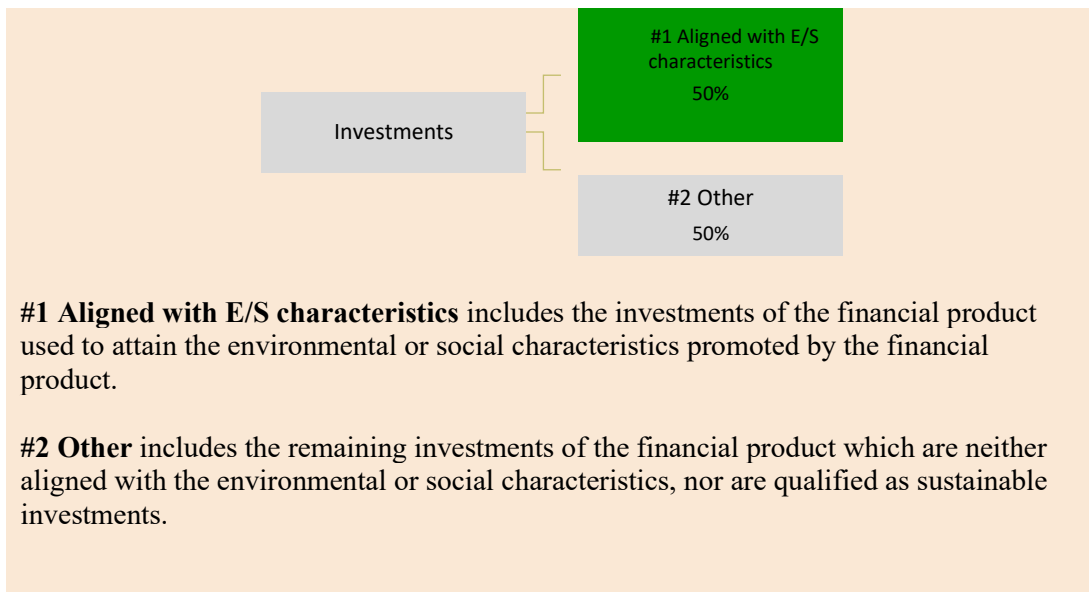 #1 Aligned with E/S
characteristics
50%
Investments
#2 Other
50%
#1 Aligned with E/S characteristics includes the investments of the financial product
used to attain the environmental or social characteristics promoted by the financial
product.
#2 Other includes the remaining investments of the financial product which are neither
aligned with the environmental or social characteristics, nor are qualified as sustainable
investments.